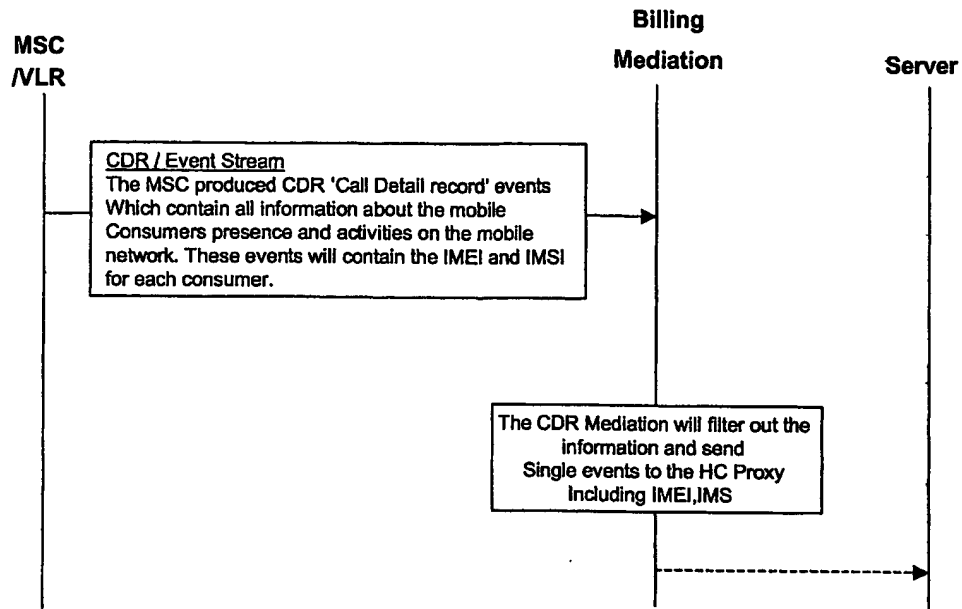 MSC
/VLR
Billing
Mediation
Server
CDR / Event Stream
The MSC produced CDR 'Call Detail record' events
Which contain all information about the mobile
Consumers presence and activities on the mobile
network. These events will contain the IMEI and IMSI
for each consumer.
The CDR Mediation will filter out the
information and send
Single events to the HC Proxy
Including IMEI,IMS